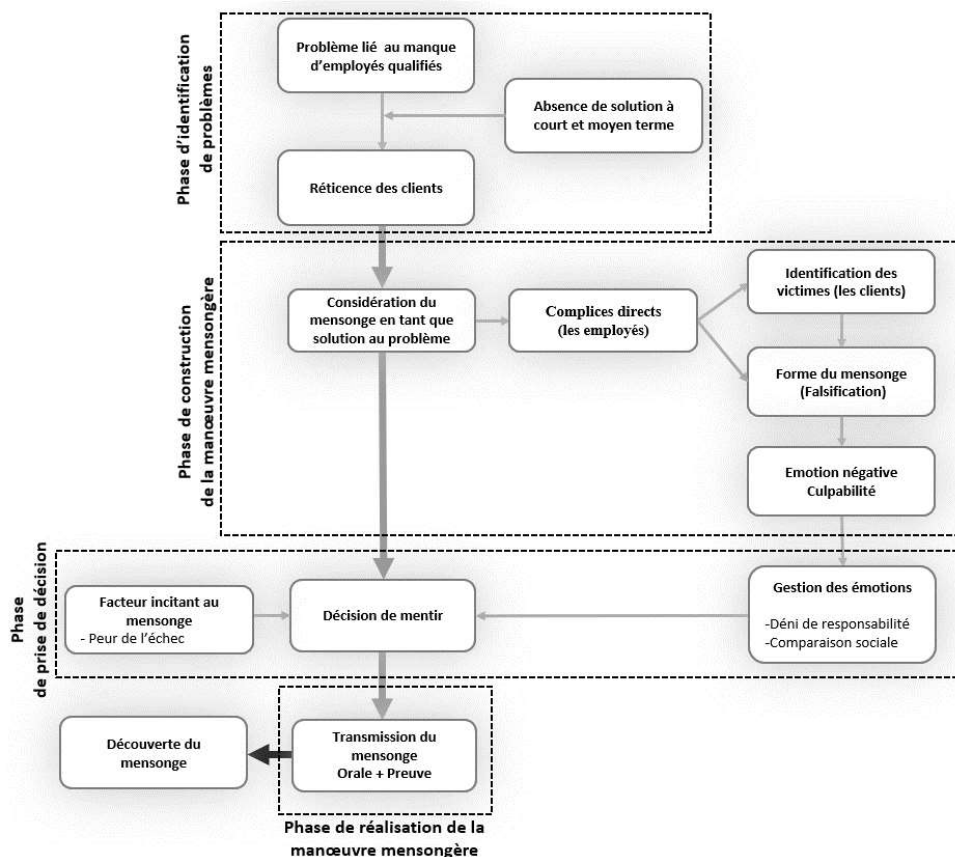 Problème lié au manque
d'employés qualifiés
Absence de solution à
court et moyen terme
Réticence des clients
Phase d'identification
de problèmes
Considération du
mensonge en tant que
solution au problème
Complices directs
(les employés)
Identification des
victimes (les clients)
Forme du mensonge
(Falsification)
Emotion négative
Culpabilité
Phase de construction
de la manœuvre mensongère
Facteur incitant au
mensonge
- Peur de l'échec
Décision de mentir
Gestion des émotions
-Déni de responsabilité
-Comparaison sociale
Phase
de prise de décision
Découverte du
mensonge
Transmission du
mensonge
Orale + Preuve
Phase de réalisation de la
manœuvre mensongère